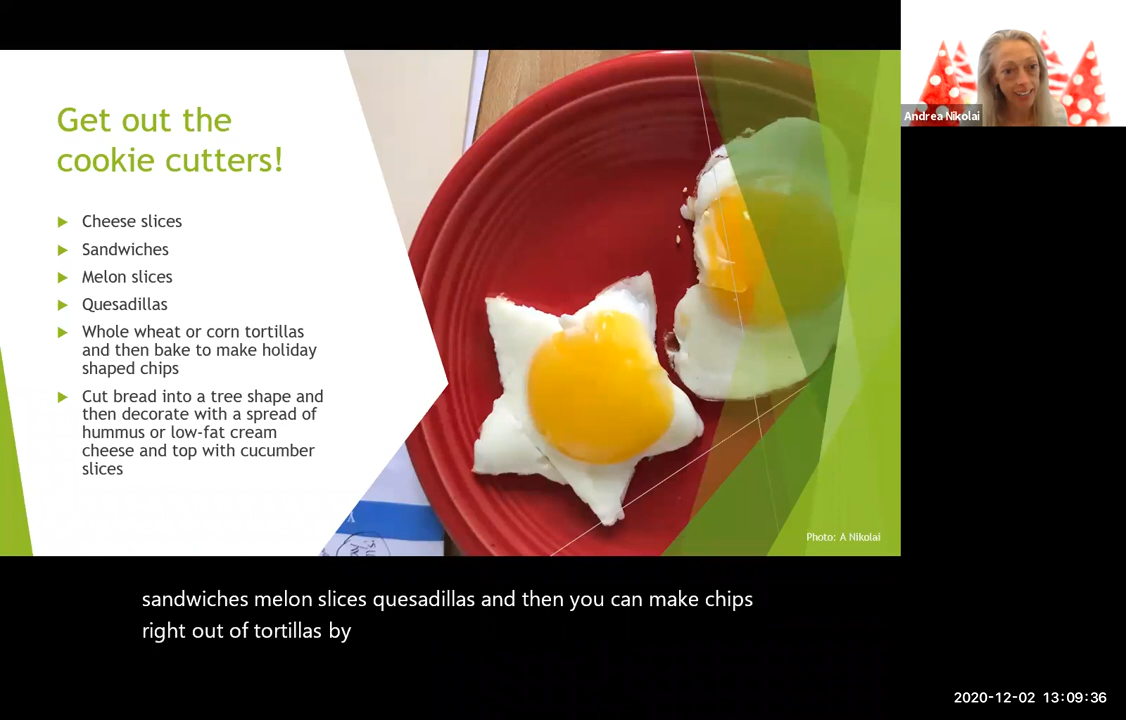 Get out the
cookie cutters!
Cheese slices
Sandwiches
Melon slices
Quesadillas
Whole wheat or corn tortillas
and then bake to make holiday
shaped chips
Cut bread into a tree shape and
then decorate with a spread of
hummus or low-fat cream
cheese and top with cucumber
slices
Photo: A Nikolai
Andrea Nikolai
sandwiches melon slices quesadillas and then you can make chips
right out of tortillas by
2020-12-02 13:09:36